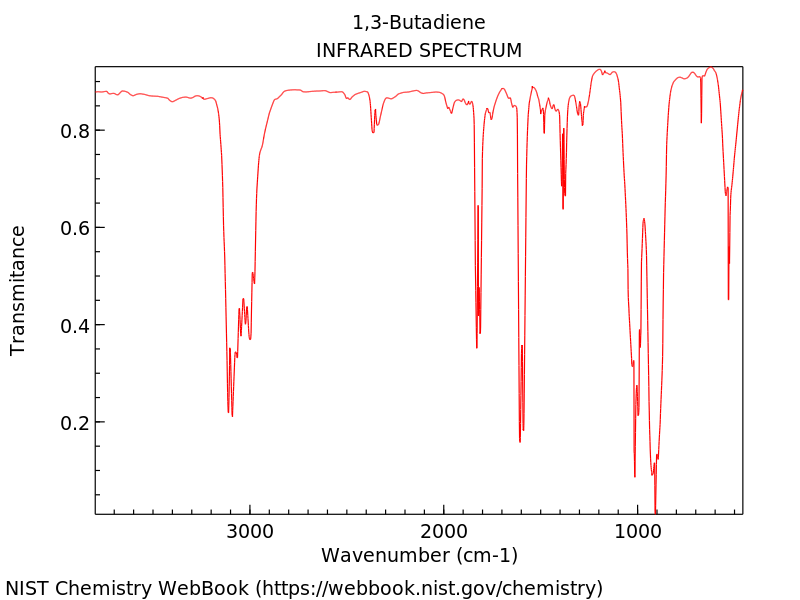 1,3-Butadiene
INFRARED SPECTRUM
Transmitance
0.8
0.6
0.4
0.2
3000 2000 1000
Wavenumber (cm-1)
NIST Chemistry WebBook (https://webbook.nist.gov/chemistry)